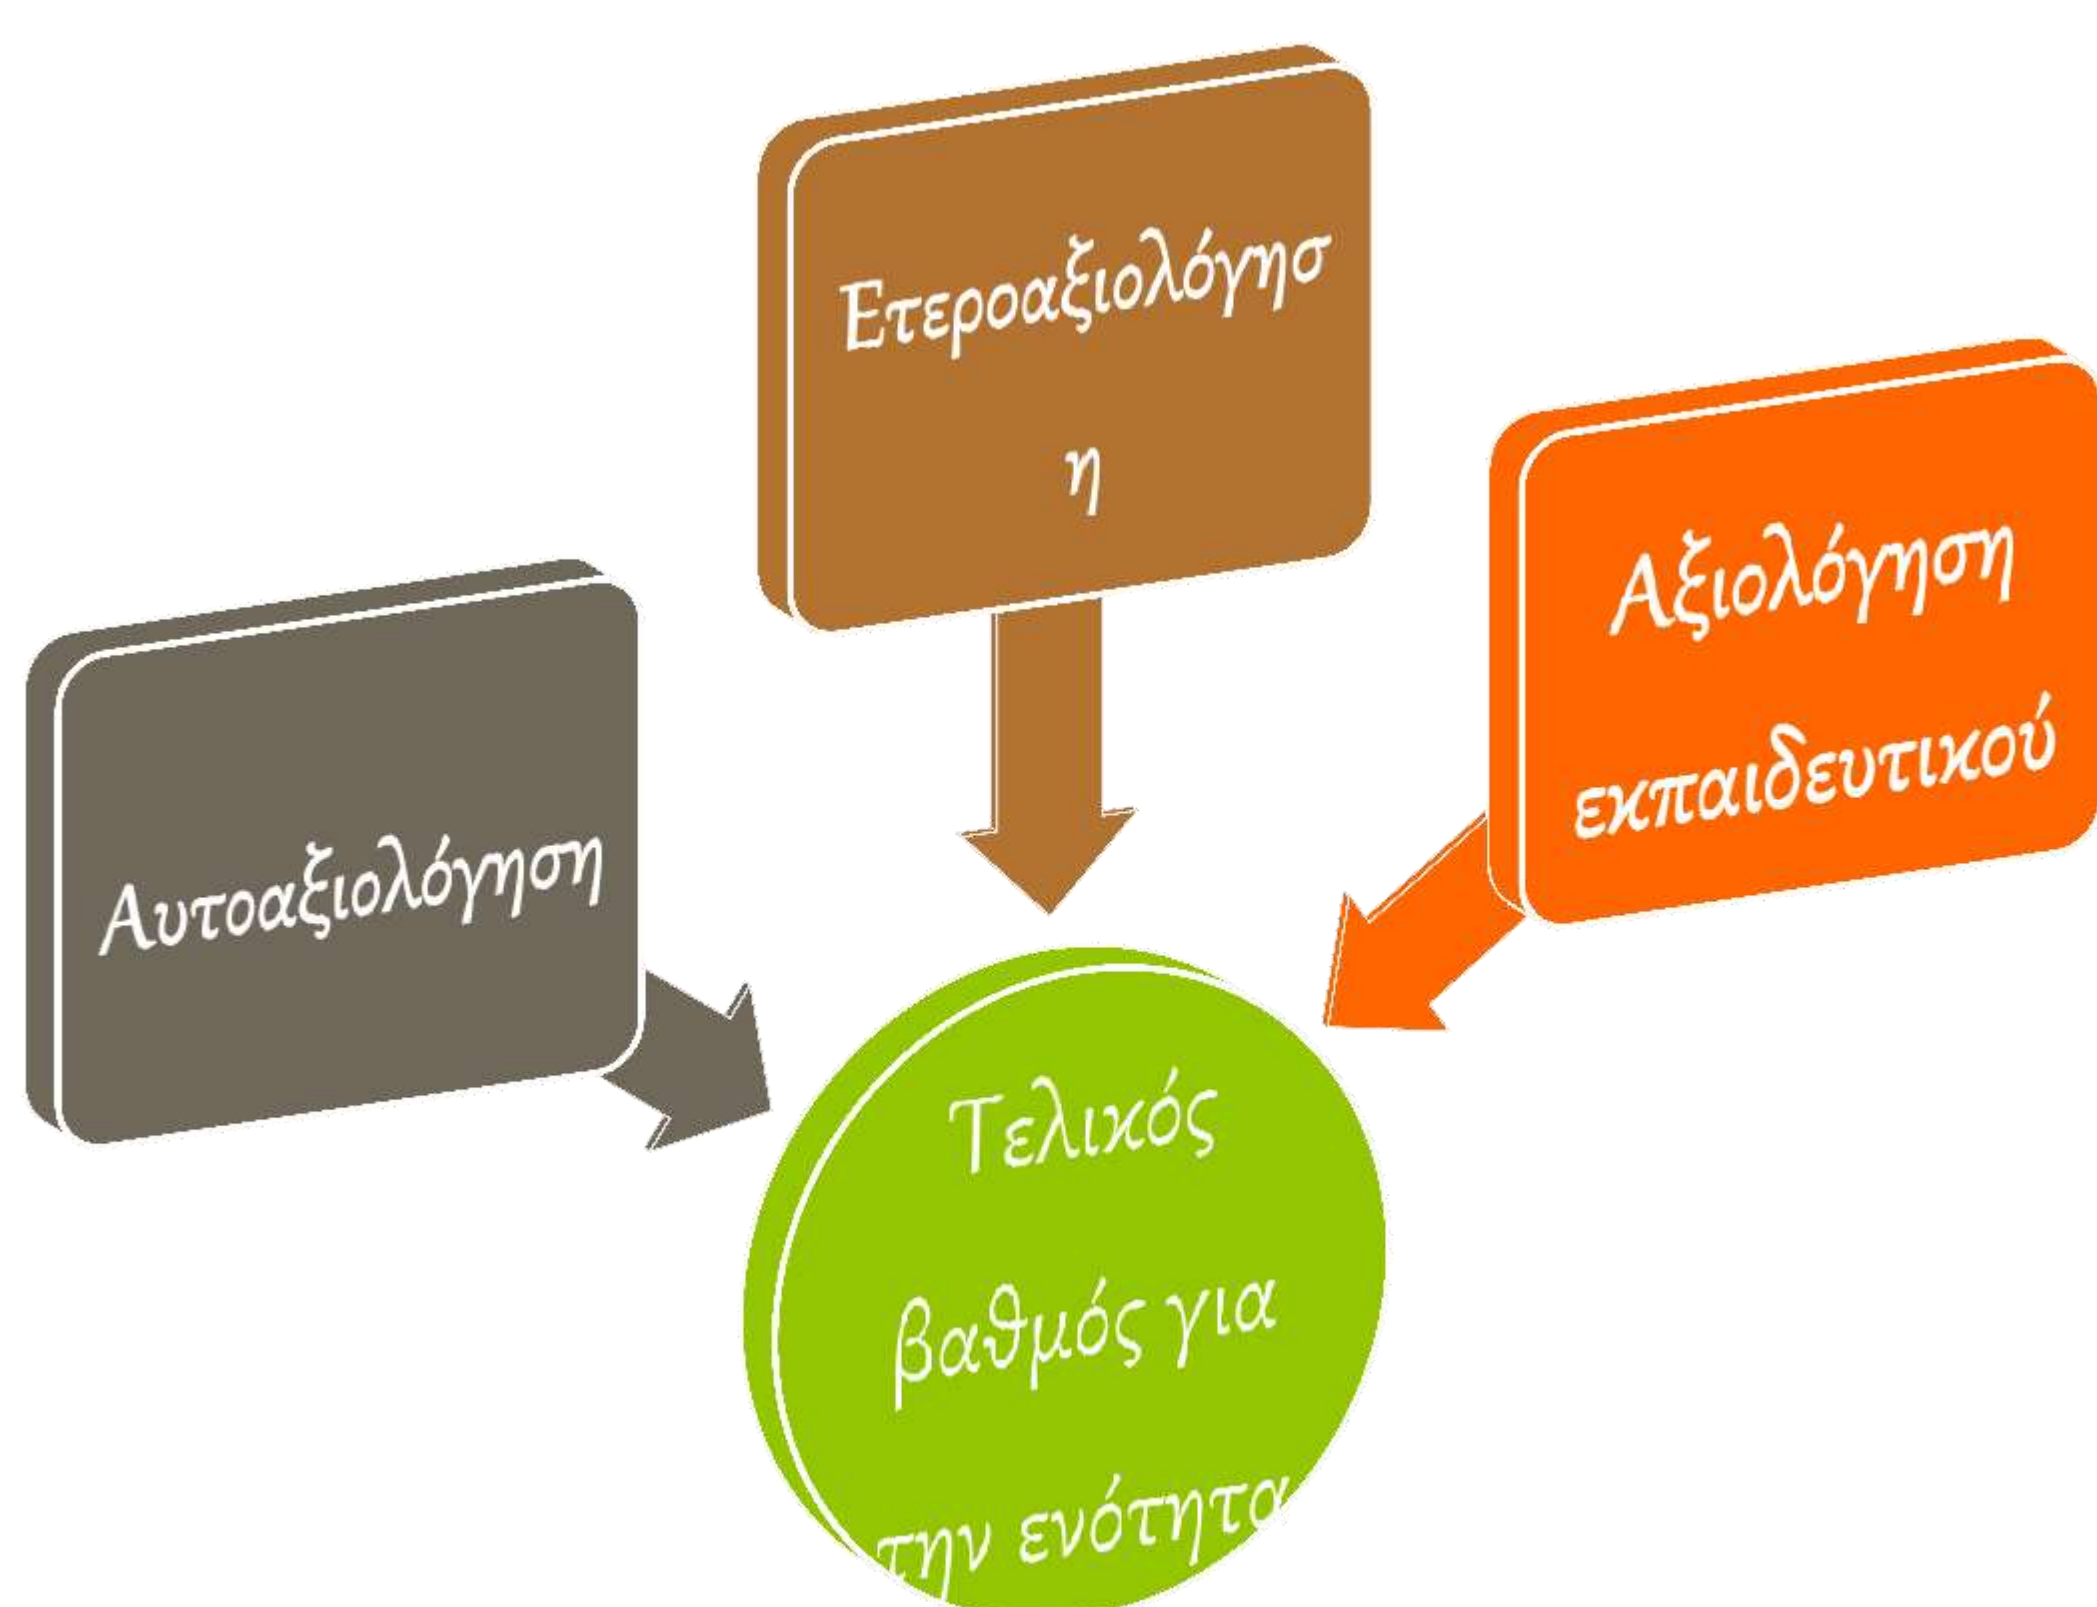 Ετεροαξιολόγησ
η
Αξιολόγηση
εκπαιδευτικού
Αυτοαξιολόγηση
Τελικός
βαθμός για
την ενότητα